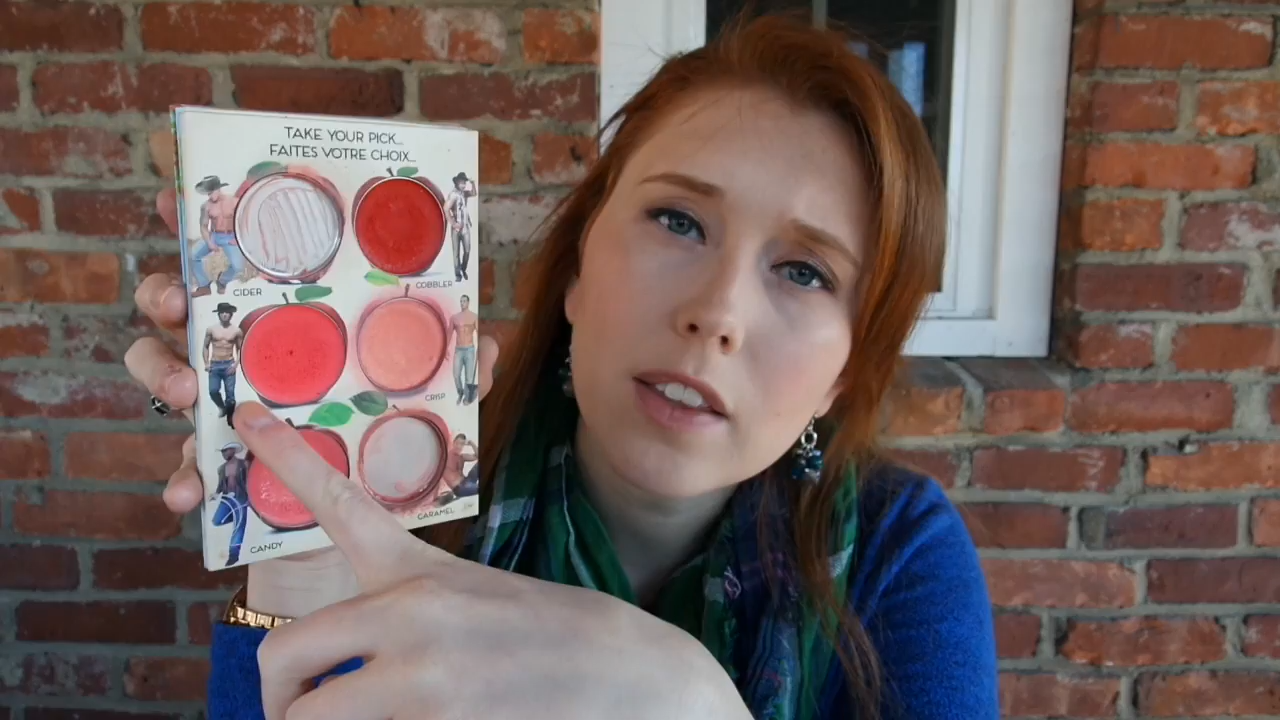 TAKE YOUR PICK...
FAITES VOTRE CHOIX...
CIDER
COBBLER
CRISP
CANDY
CARAMEL